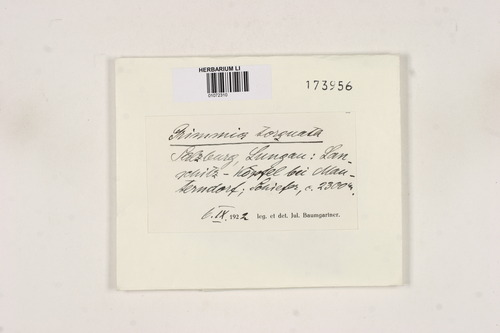 HERBARIUM LI
01072310
173956
Grimmia torquata
Salzburg, Lungau: Lan-
schitz - Köpfel bei Mau-
terndorf; Schiefer, c. 2300 m.
6. IX. 1922 leg. et det. Jul. Baumgartner.